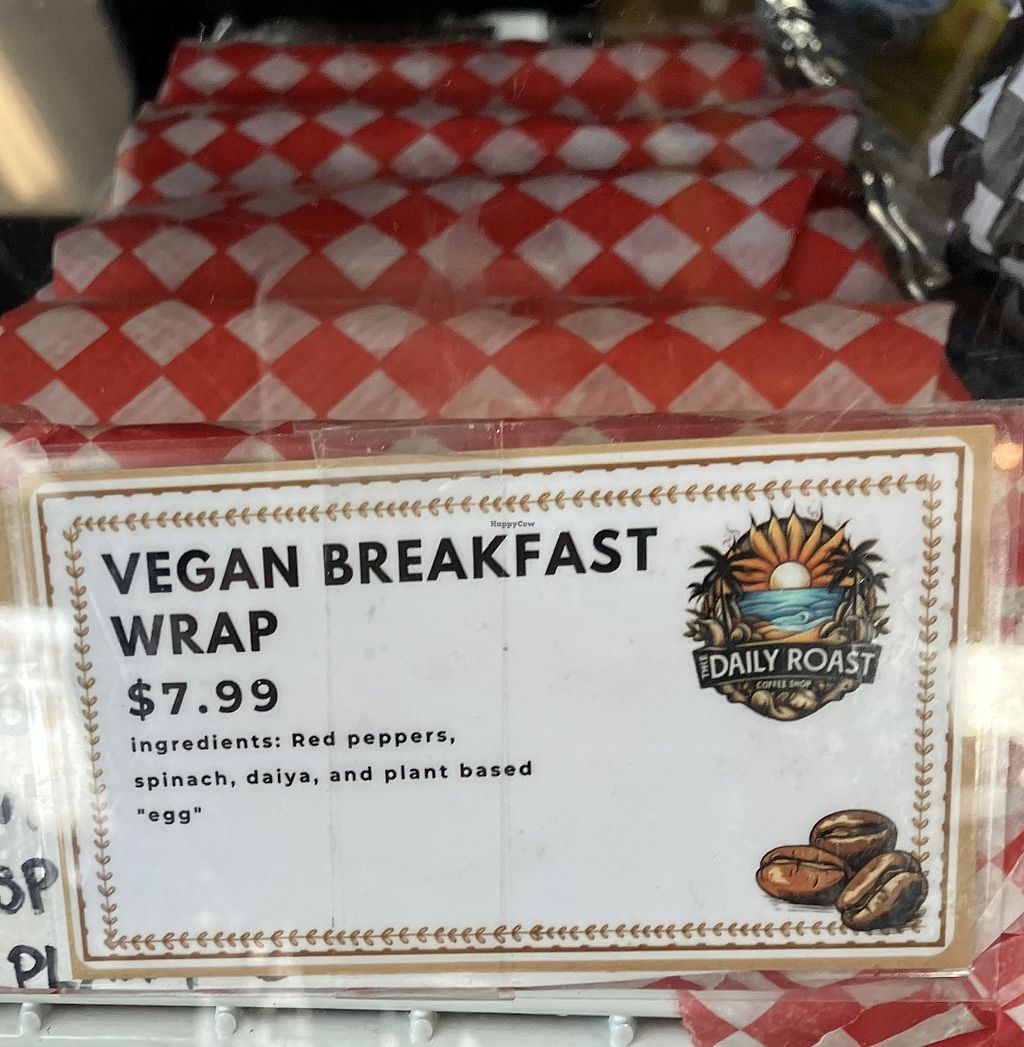 HappyCow
VEGAN BREAKFAST
WRAP
$7.99
ingredients: Red peppers,
spinach, daiya, and plant based
"egg"
THE DAILY ROAST
COFFEE SHOP